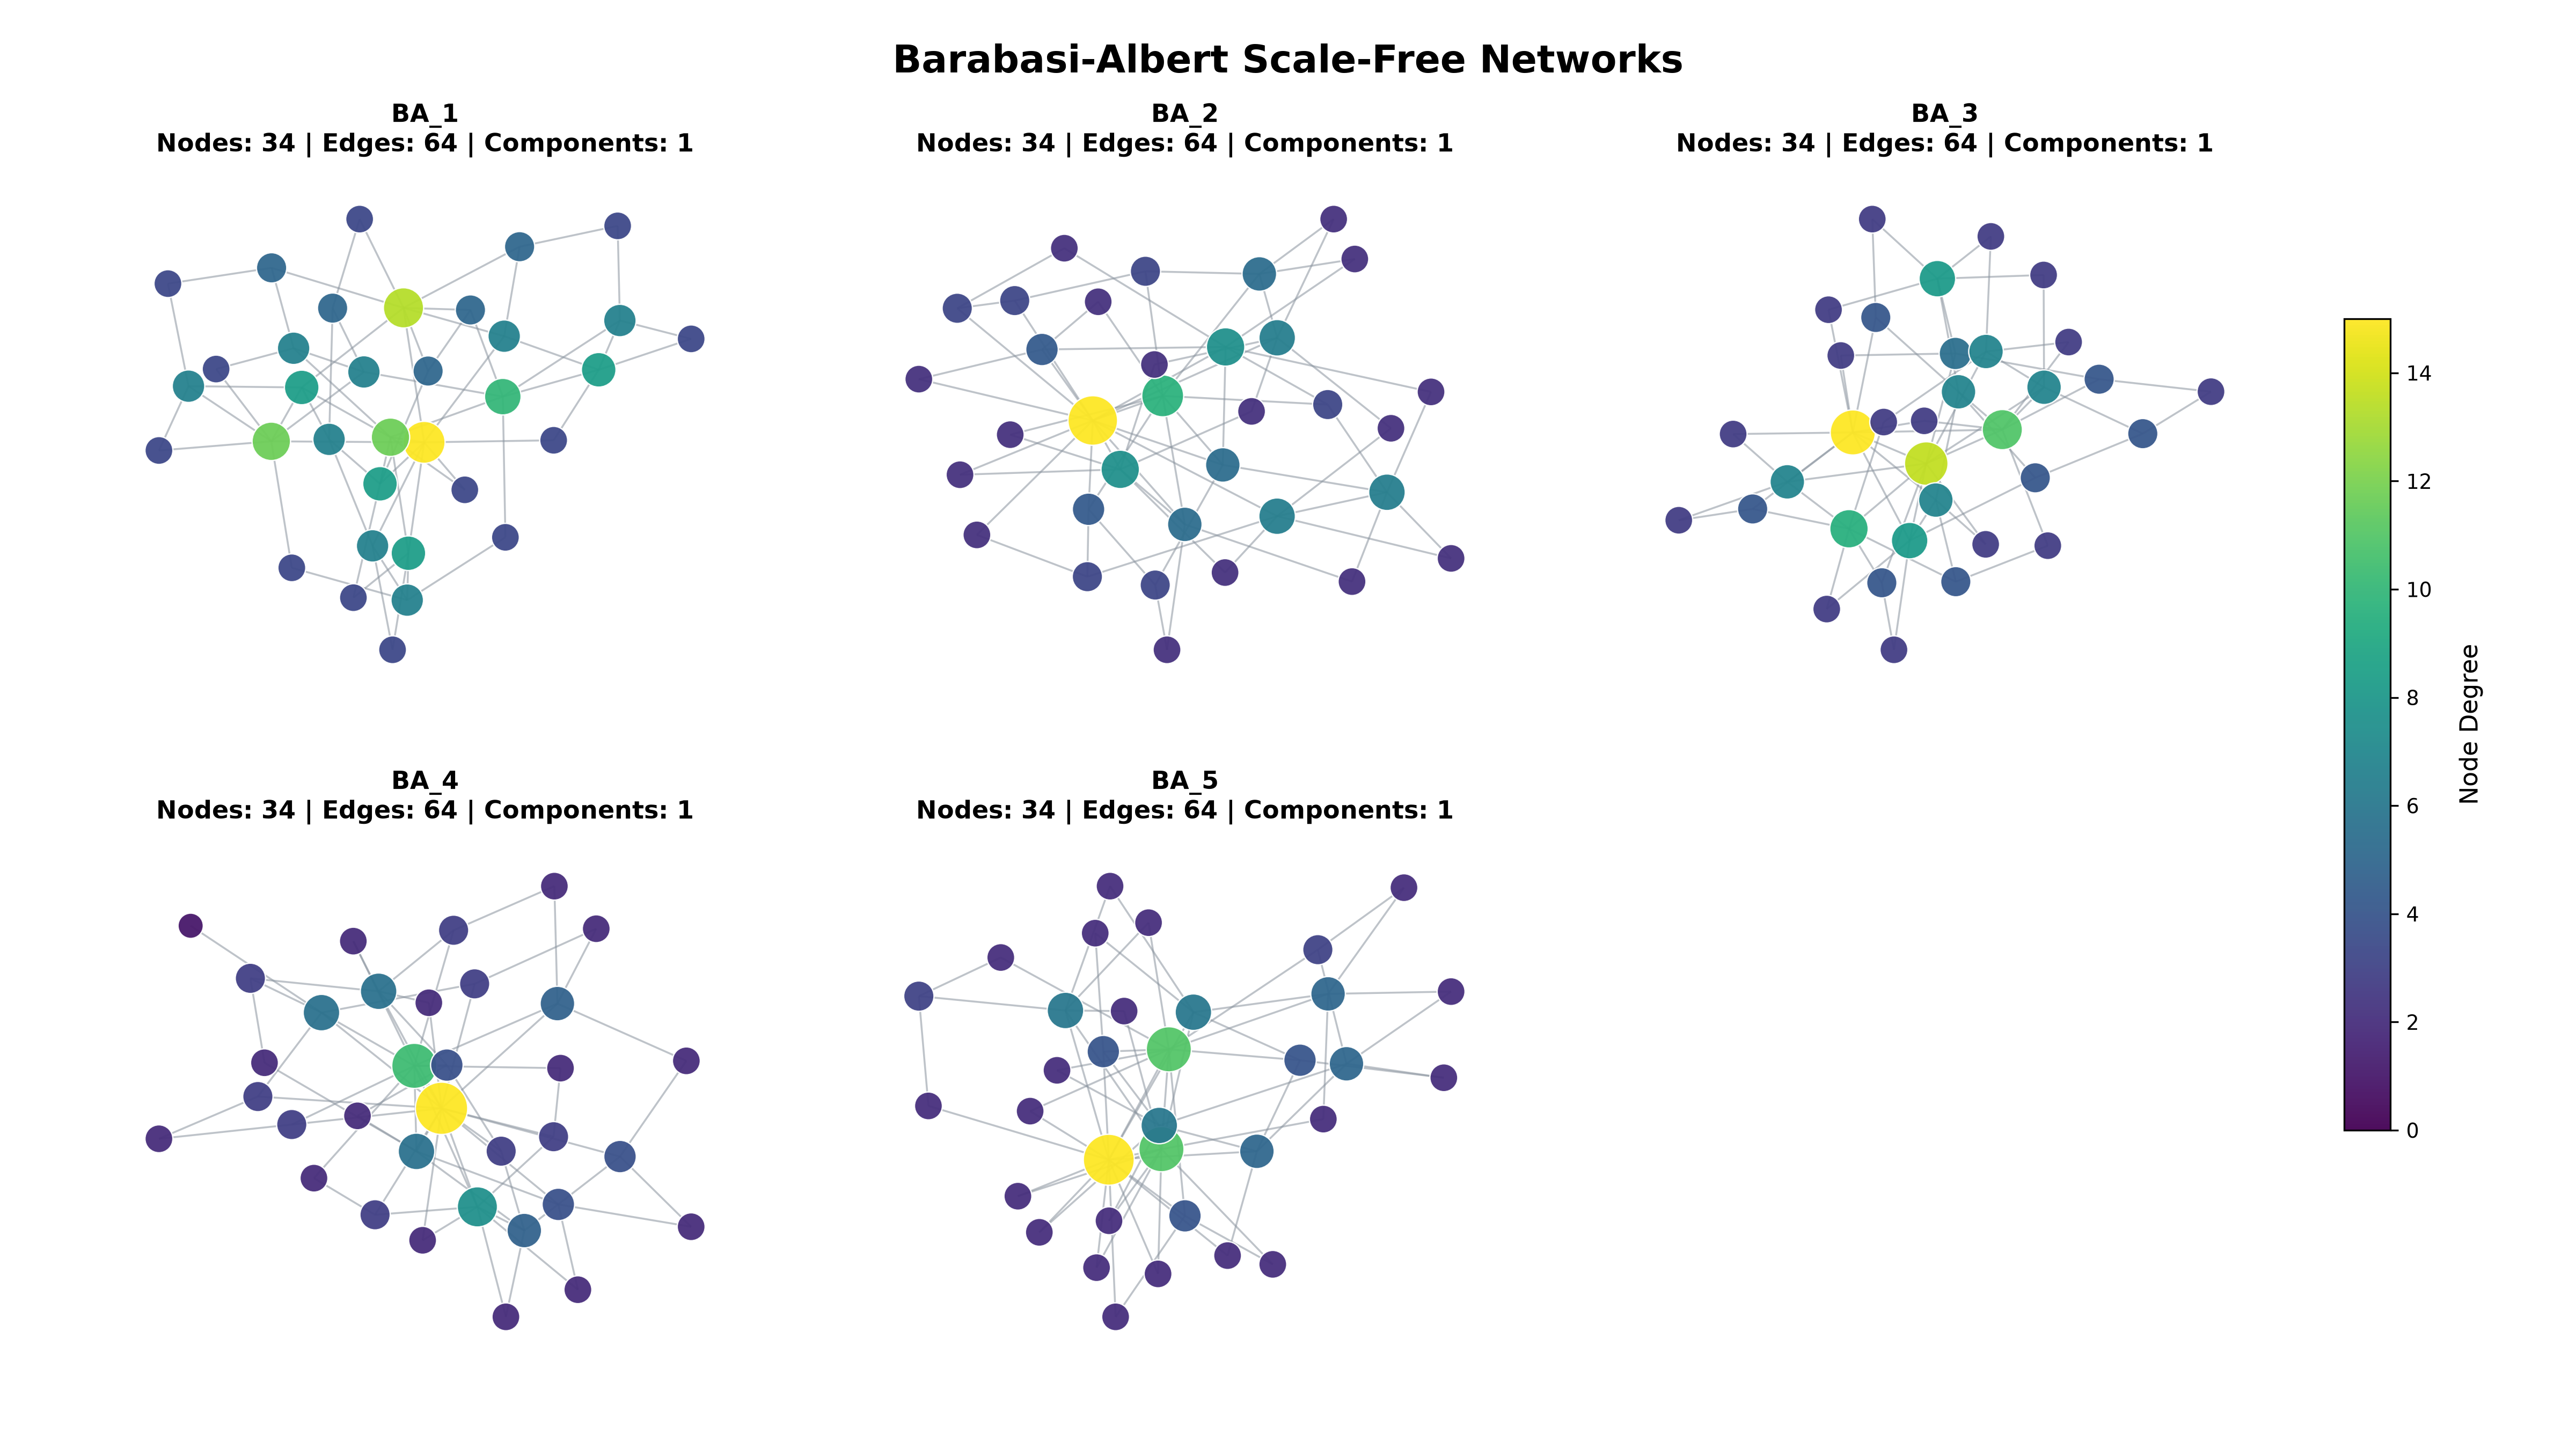 Barabasi-Albert Scale-Free Networks
BA_1
Nodes: 34 | Edges: 64 | Components: 1
BA_2
Nodes: 34 | Edges: 64 | Components: 1
BA_3
Nodes: 34 | Edges: 64 | Components: 1
BA_4
Nodes: 34 | Edges: 64 | Components: 1
BA_5
Nodes: 34 | Edges: 64 | Components: 1
14
12
10
8
6
4
2
0
Node Degree